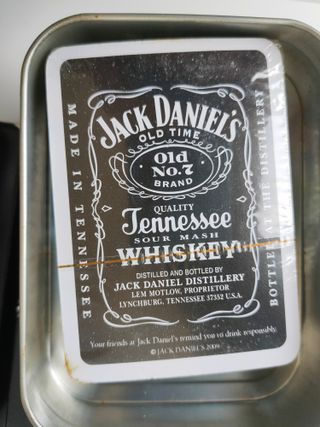 JACK DANIEL'S
OLD TIME
Old
No.7
BRAND
QUALITY
Tennessee
SOUR MASH
WHISKEY
DISTILLED AND BOTTLED BY
JACK DANIEL DISTILLERY
LEM MOTLOW, PROPRIETOR
LYNCHBURG, TENNESSEE 37352 U.S.A.
MADE IN TENNESSEE
BOTTLED AT THE DISTILLERY
Your friends at Jack Daniel's remind you to drink responsibly.
© JACK DANIEL'S 2009